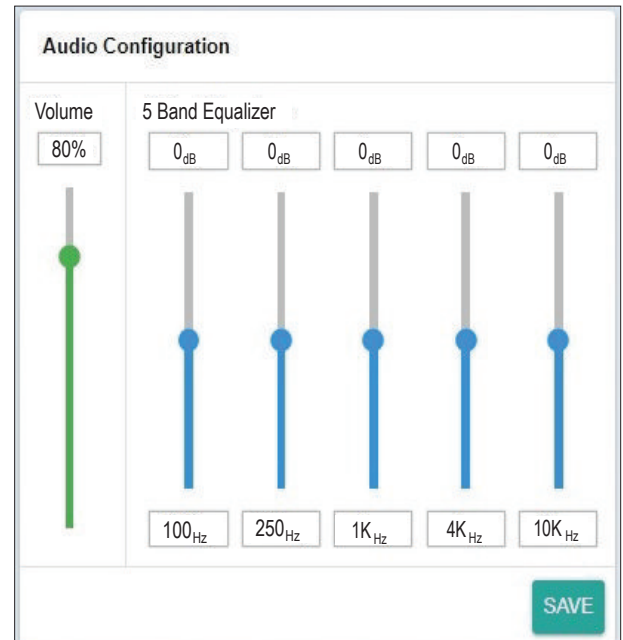 Audio Configuration
Volume
5 Band Equalizer
80%
0dB 0dB 0dB 0dB 0dB
100Hz 250Hz 1KHz 4KHz 10KHz
SAVE